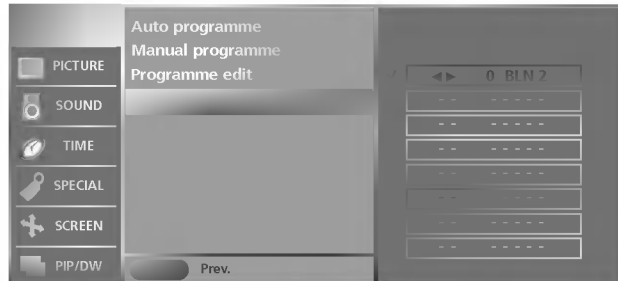 PICTURE
SOUND
TIME
SPECIAL
SCREEN
PIP/DW
Auto programme
Manual programme
Programme edit
Prev.
◀▶ 0 BLN 2
- - - - - - -
- - - - - - -
- - - - - - -
- - - - - - -
- - - - - - -
- - - - - - -
- - - - - - -